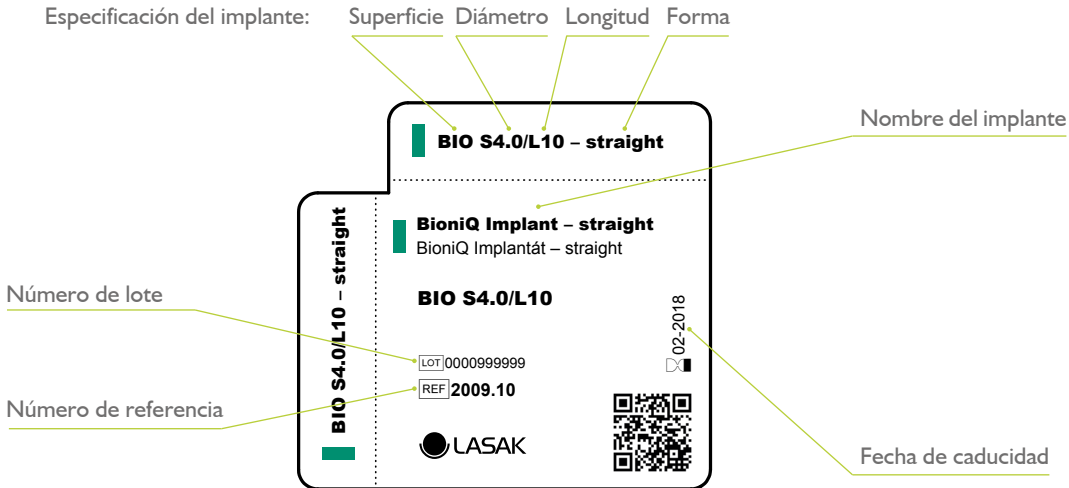 Especificación del implante: Superficie Diámetro Longitud Forma
Nombre del implante
BIO S4.0/L10 – straight
BioniQ Implant – straight
BioniQ Implantát – straight
BIO S4.0/L10 – straight
BIO S4.0/L10
Número de lote
02-2018
LOT 0000999999
REF 2009.10
Número de referencia
LASAK
Fecha de caducidad